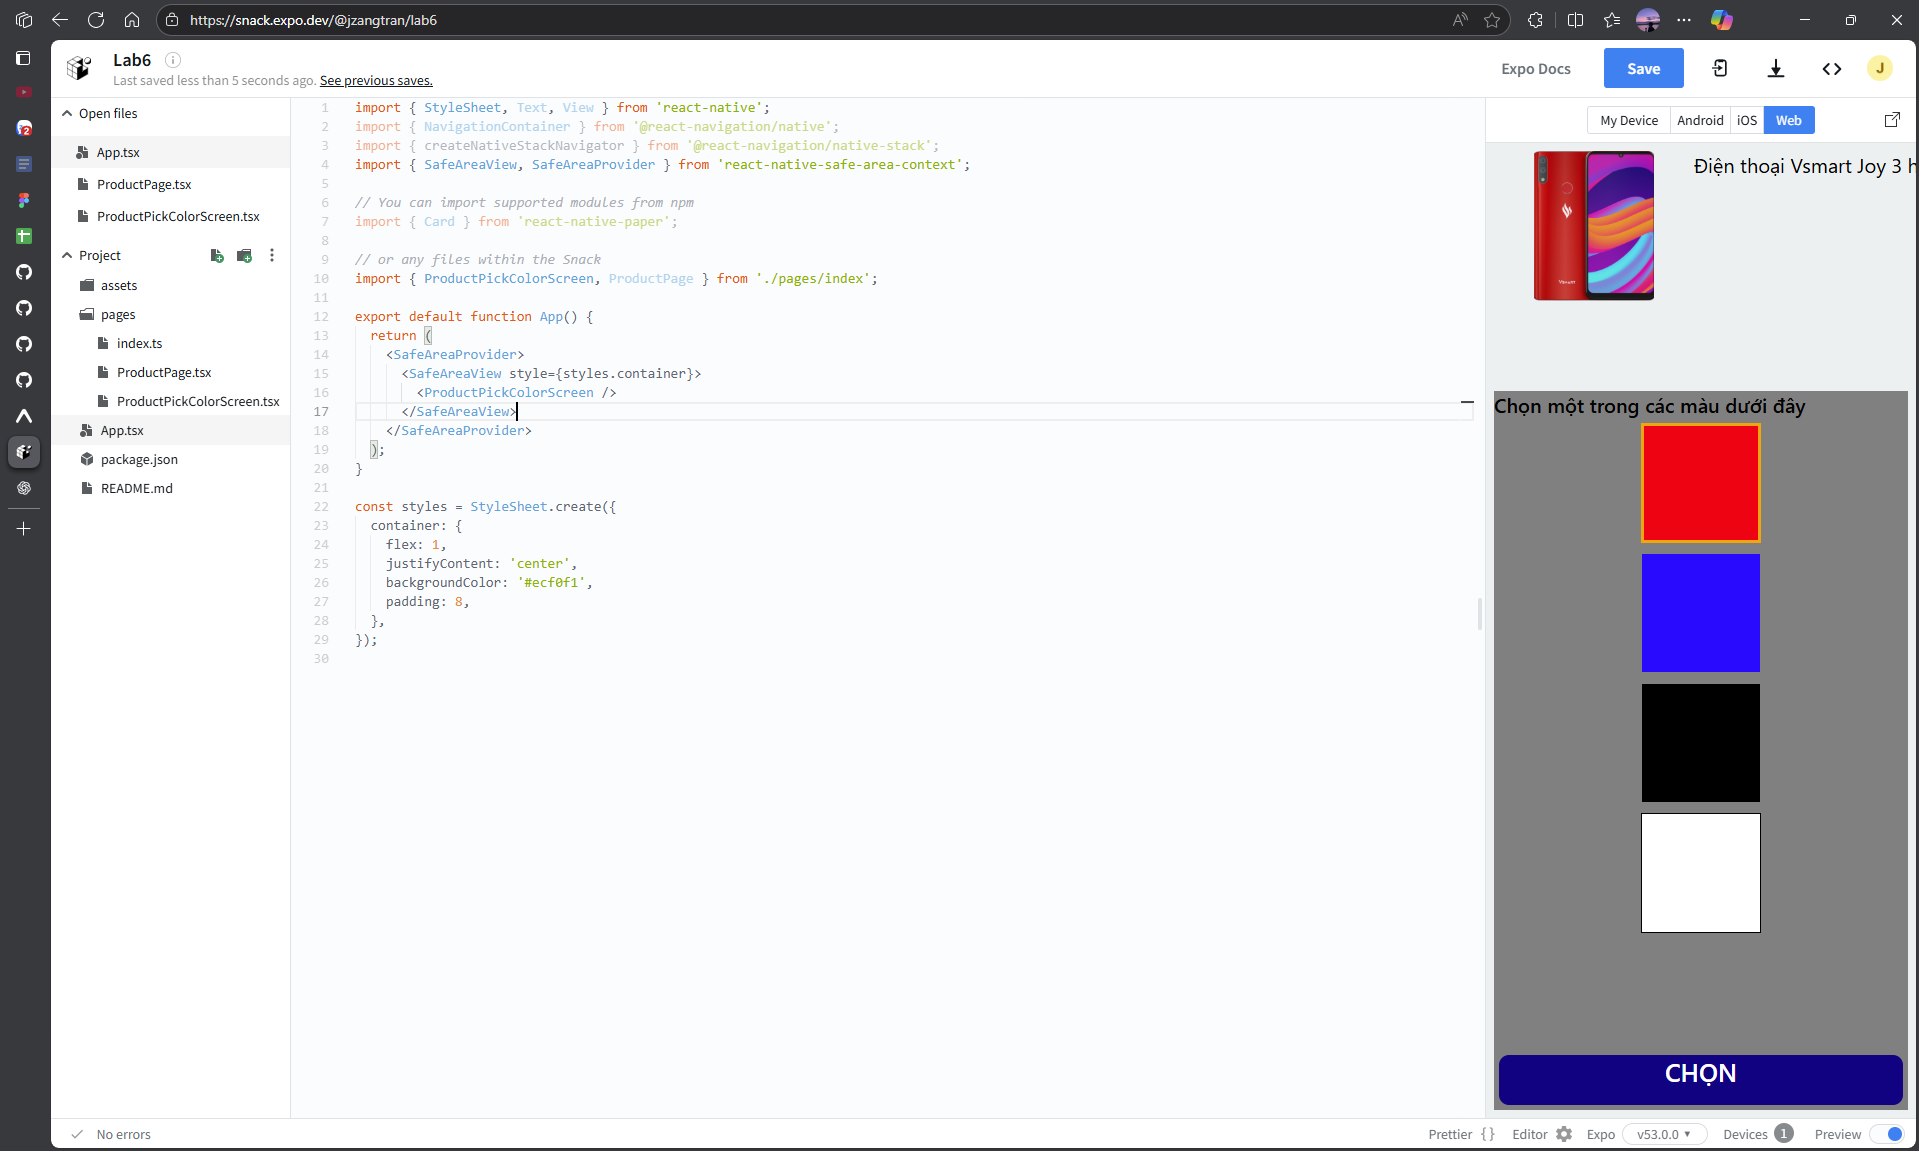 https://snack.expo.dev/@jzangtran/lab6
Lab6
Last saved less than 5 seconds ago. See previous saves.
Expo Docs
Save
J
Open files
App.tsx
ProductPage.tsx
ProductPickColorScreen.tsx
Project
assets
pages
index.ts
ProductPage.tsx
ProductPickColorScreen.tsx
App.tsx
package.json
README.md
1 import { StyleSheet, Text, View } from 'react-native';
2 import { NavigationContainer } from '@react-navigation/native';
3 import { createNativeStackNavigator } from '@react-navigation/native-stack';
4 import { SafeAreaView, SafeAreaProvider } from 'react-native-safe-area-context';
5
6 // You can import supported modules from npm
7 import { Card } from 'react-native-paper';
8
9 // or any files within the Snack
10 import { ProductPickColorScreen, ProductPage } from './pages/index';
11
12 export default function App() {
13 return (
14 <SafeAreaProvider>
15 <SafeAreaView style={styles.container}>
16 <ProductPickColorScreen />
17 </SafeAreaView>
18 </SafeAreaProvider>
19 );
20 }
21
22 const styles = StyleSheet.create({
23 container: {
24 flex: 1,
25 justifyContent: 'center',
26 backgroundColor: '#ecf0f1',
27 padding: 8,
28 },
29 });
30
My Device Android iOS Web
Điện thoại Vsmart Joy 3 h
Chọn một trong các màu dưới đây
CHỌN
No errors
Prettier {} Editor Expo v53.0.0 Devices 1 Preview